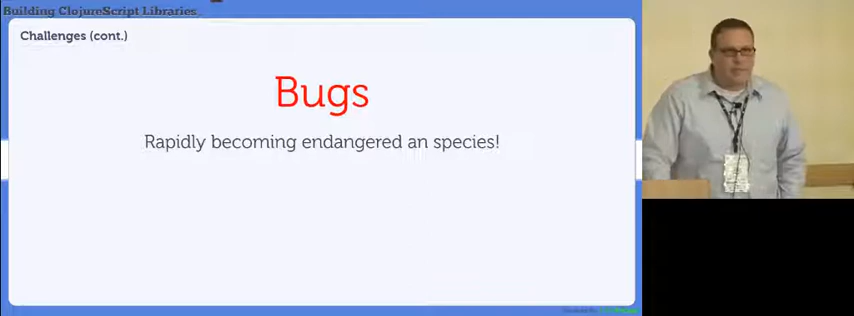 Building ClojureScript Libraries
Challenges (cont.)
Bugs
Rapidly becoming endangered an species!